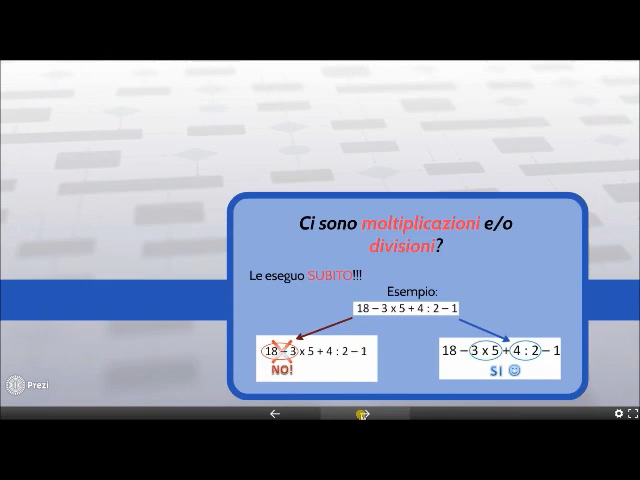 Ci sono moltiplicazioni e/o
divisioni?
Le eseguo SUBITO!!!
Esempio:
18 – 3 x 5 + 4 : 2 – 1
18 – 3 x 5 + 4 : 2 – 1
NO!
18 – 3 x 5 + 4 : 2 – 1
SI
Prezi